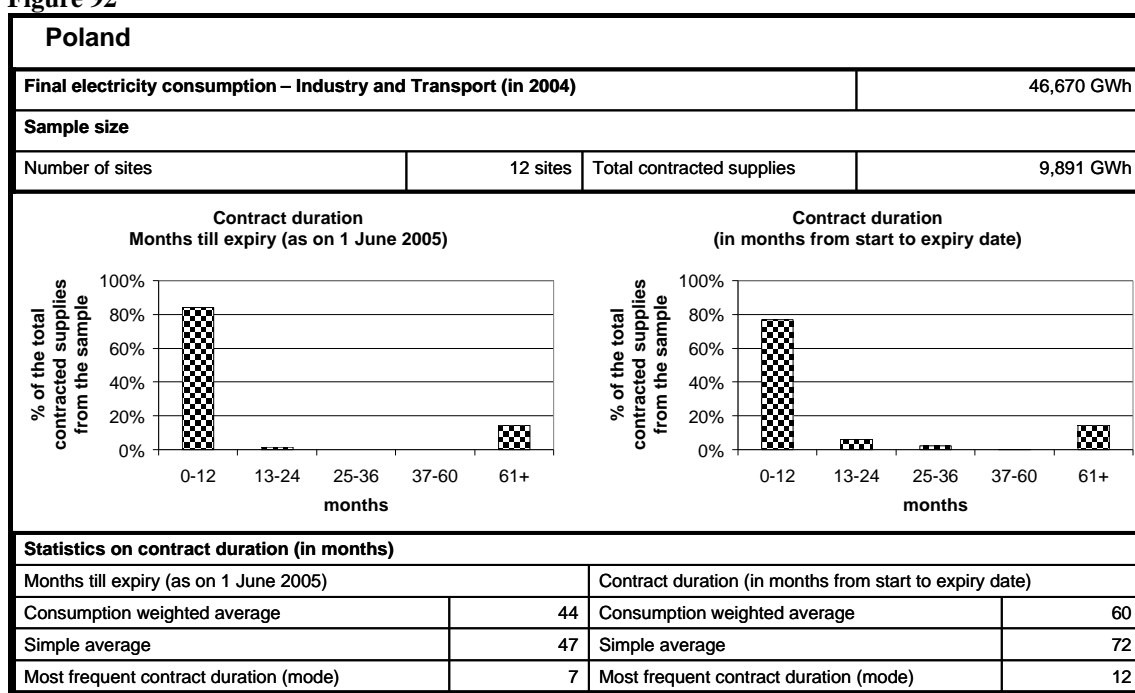 Figure 92
Poland
Final electricity consumption – Industry and Transport (in 2004) 46,670 GWh
Sample size
Number of sites 12 sites Total contracted supplies 9,891 GWh
Contract duration
Months till expiry (as on 1 June 2005)
% of the total
contracted supplies
from the sample
100%
80%
60%
40%
20%
0%
0-12 13-24 25-36 37-60 61+
months
Contract duration
(in months from start to expiry date)
% of the total
contracted supplies
from the sample
100%
80%
60%
40%
20%
0%
0-12 13-24 25-36 37-60 61+
months
Statistics on contract duration (in months)
Months till expiry (as on 1 June 2005) Contract duration (in months from start to expiry date)
Consumption weighted average 44 Consumption weighted average 60
Simple average 47 Simple average 72
Most frequent contract duration (mode) 7 Most frequent contract duration (mode) 12